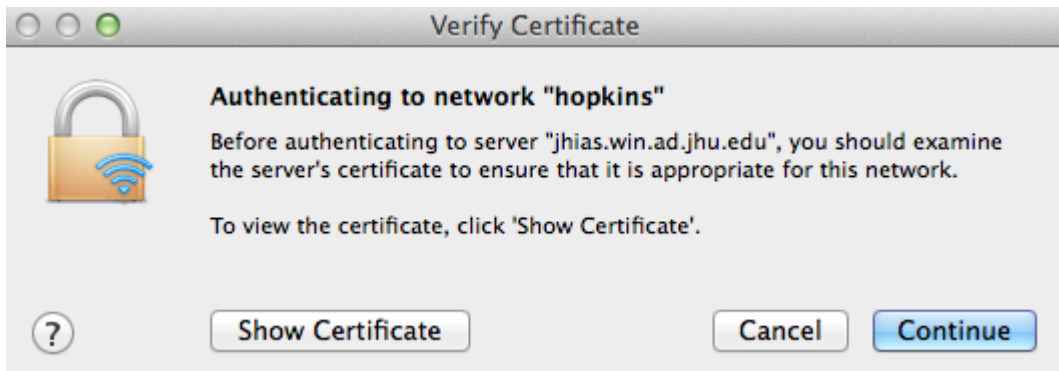 Verify Certificate
Authenticating to network "hopkins"
Before authenticating to server "jhias.win.ad.jhu.edu", you should examine
the server's certificate to ensure that it is appropriate for this network.
To view the certificate, click 'Show Certificate'.
? Show Certificate Cancel Continue